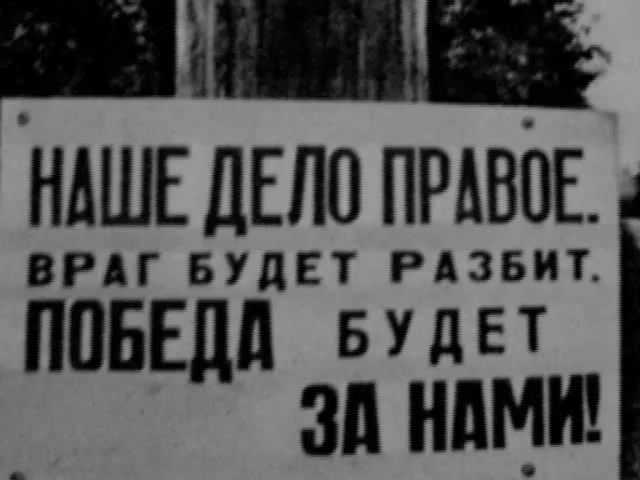 НАШЕ ДЕЛО ПРАВОЕ.
ВРАГ БУДЕТ РАЗБИТ.
ПОБЕДА БУДЕТ
ЗА НАМИ!